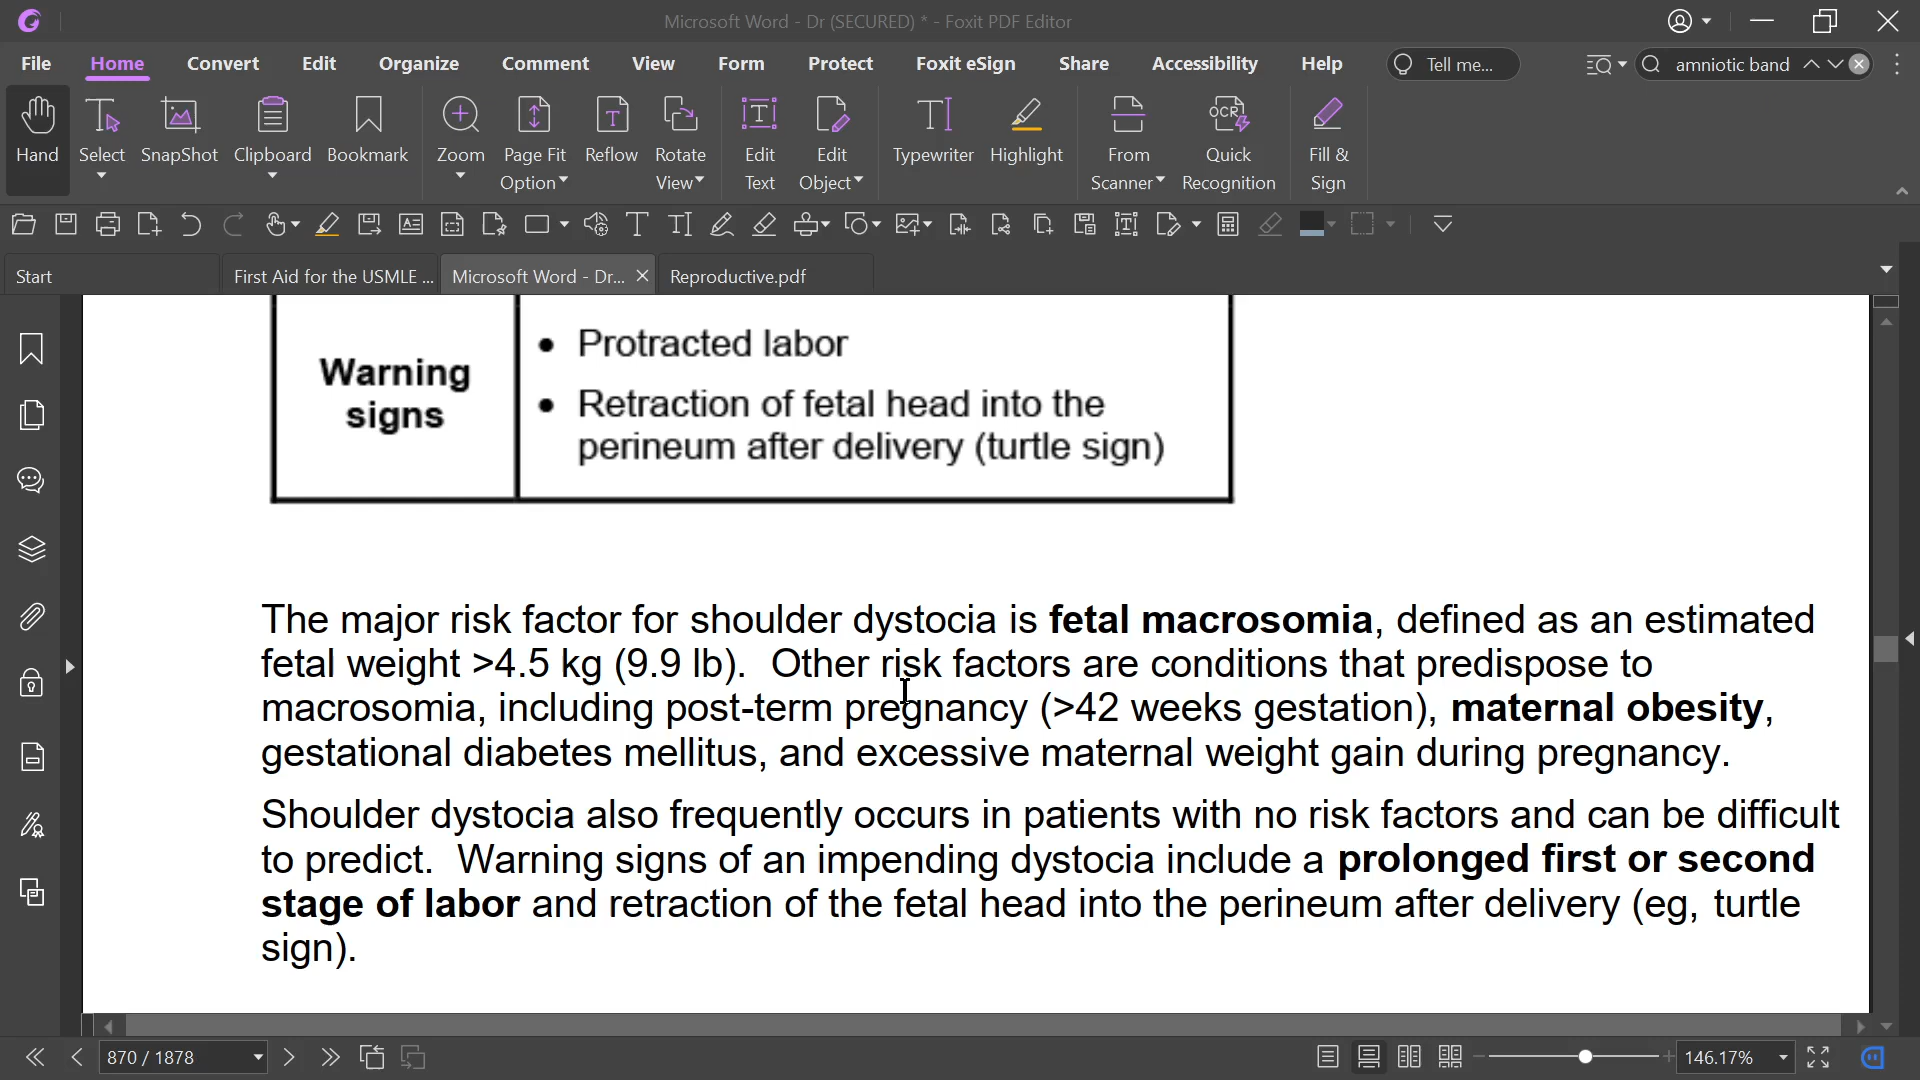 Microsoft Word - Dr (SECURED) * - Foxit PDF Editor
File Home Convert Edit Organize Comment View Form Protect Foxit eSign Share Accessibility Help Tell me... amniotic band
Hand Select SnapShot Clipboard Bookmark Zoom Page Fit Option Reflow Rotate View Edit Text Edit Object Typewriter Highlight From Scanner OCR Quick Recognition Fill & Sign
Start First Aid for the USMLE ... Microsoft Word - Dr... Reproductive.pdf
Warning signs
• Protracted labor
• Retraction of fetal head into the
perineum after delivery (turtle sign)
The major risk factor for shoulder dystocia is fetal macrosomia, defined as an estimated
fetal weight >4.5 kg (9.9 lb).  Other risk factors are conditions that predispose to
macrosomia, including post-term pregnancy (>42 weeks gestation), maternal obesity,
gestational diabetes mellitus, and excessive maternal weight gain during pregnancy.
Shoulder dystocia also frequently occurs in patients with no risk factors and can be difficult
to predict.  Warning signs of an impending dystocia include a prolonged first or second
stage of labor and retraction of the fetal head into the perineum after delivery (eg, turtle
sign).
870 / 1878 146.17%